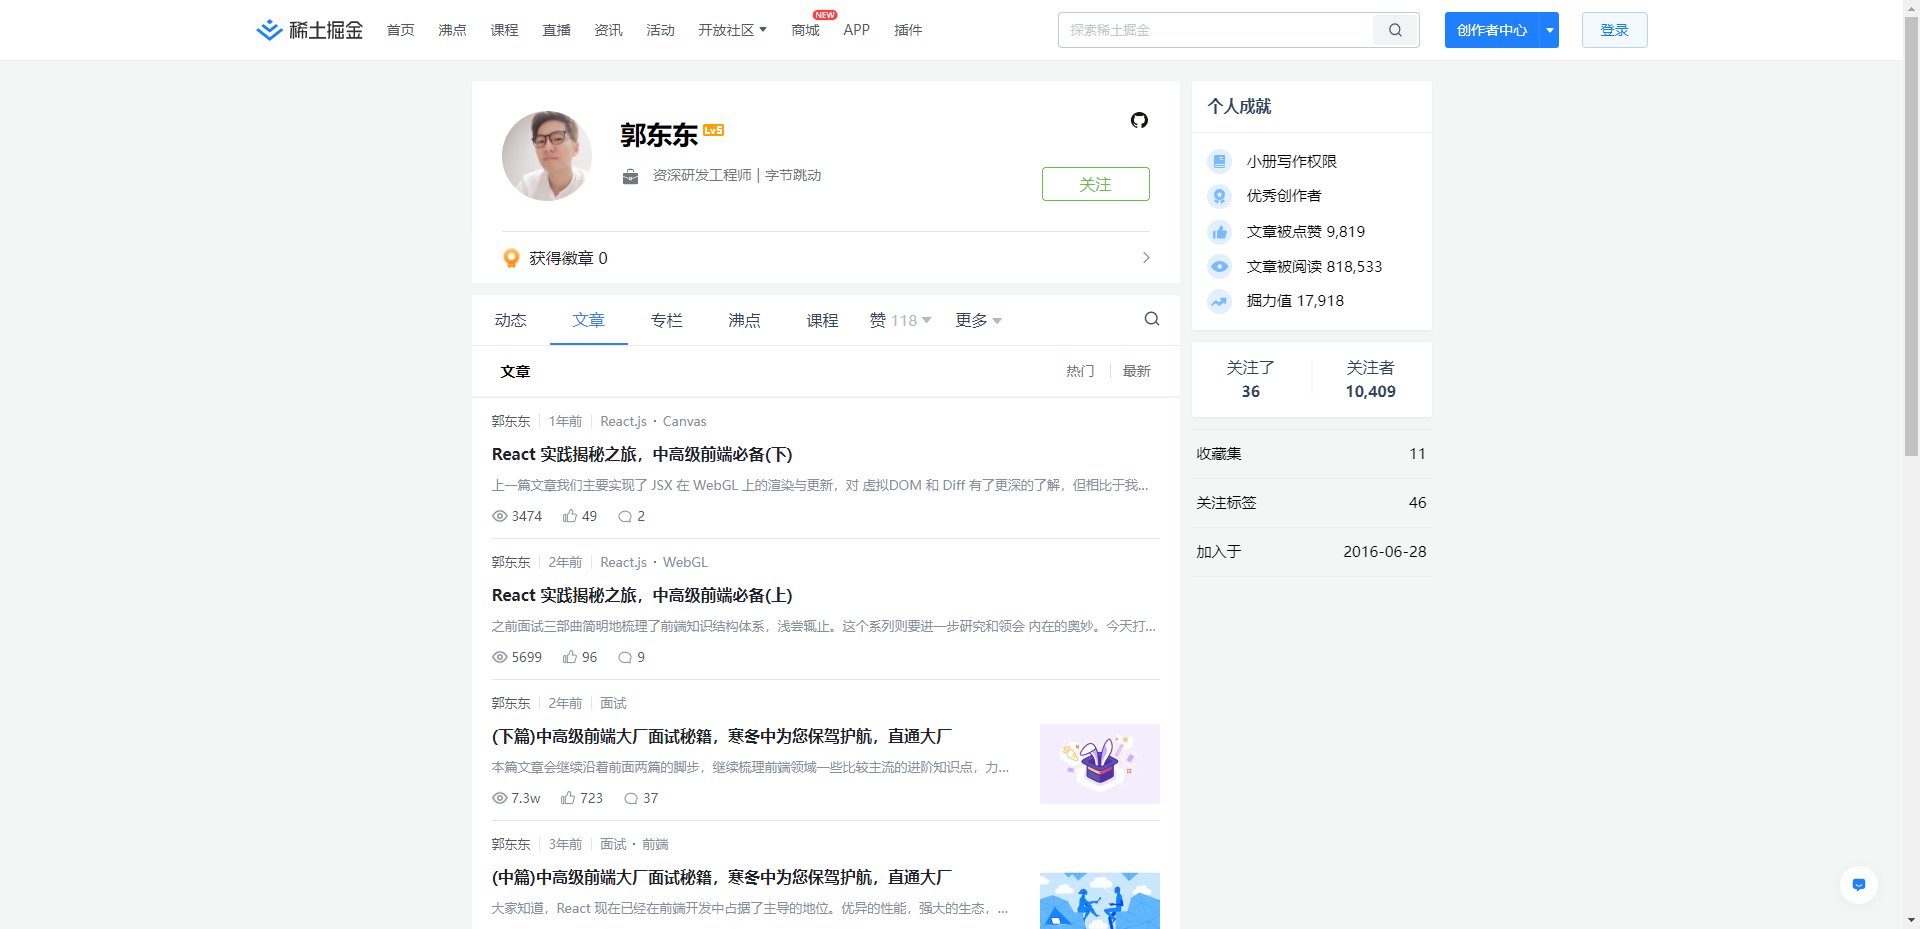 稀土掘金
首页 沸点 课程 直播 资讯 活动 开放社区 商城 NEW APP 插件
探索稀土掘金
创作者中心
登录
郭东东 Lv5
资深研发工程师 | 字节跳动
关注
获得徽章 0
动态 文章 专栏 沸点 课程 赞 118 更多
文章
热门 最新
郭东东 1年前 React.js · Canvas
React 实践揭秘之旅，中高级前端必备(下)
上一篇文章我们主要实现了 JSX 在 WebGL 上的渲染与更新，对 虚拟DOM 和 Diff 有了更深的了解，但相比于我...
3474 49 2
郭东东 2年前 React.js · WebGL
React 实践揭秘之旅，中高级前端必备(上)
之前面试三部曲简明地梳理了前端知识结构体系，浅尝辄止。这个系列则要进一步研究和领会 内在的奥妙。今天打...
5699 96 9
郭东东 2年前 面试
(下篇)中高级前端大厂面试秘籍，寒冬中为您保驾护航，直通大厂
本篇文章会继续沿着前面两篇的脚步，继续梳理前端领域一些比较主流的进阶知识点，力...
7.3w 723 37
郭东东 3年前 面试 · 前端
(中篇)中高级前端大厂面试秘籍，寒冬中为您保驾护航，直通大厂
大家知道，React 现在已经在前端开发中占据了主导的地位。优异的性能，强大的生态，...
个人成就
小册写作权限
优秀创作者
文章被点赞 9,819
文章被阅读 818,533
掘力值 17,918
关注了 关注者
36 10,409
收藏集 11
关注标签 46
加入于 2016-06-28